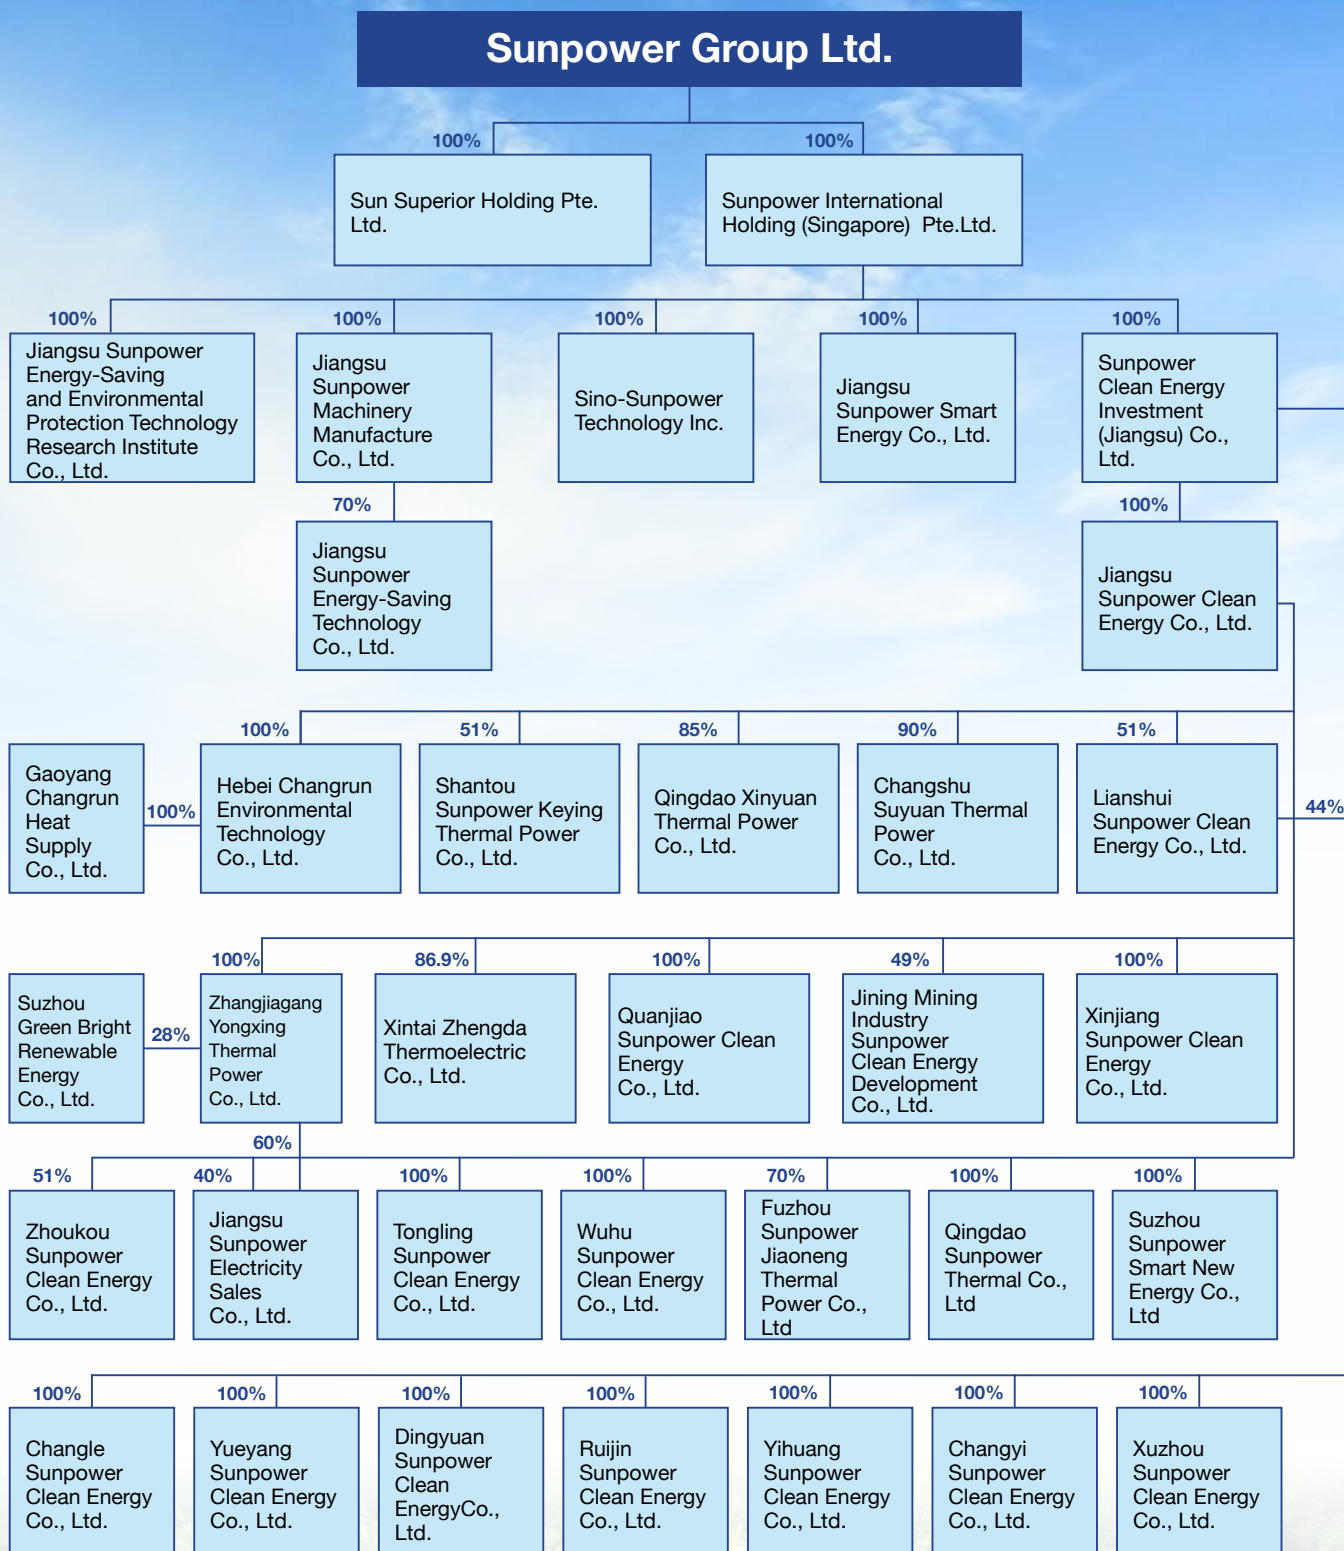 Sunpower Group Ltd.
100%
100%
Sun Superior Holding Pte.
Ltd.
Sunpower International
Holding (Singapore) Pte.Ltd.
100%
100%
100%
100%
100%
Jiangsu Sunpower
Energy-Saving
and Environmental
Protection Technology
Research Institute
Co., Ltd.
Jiangsu
Sunpower
Machinery
Manufacture
Co., Ltd.
Sino-Sunpower
Technology Inc.
Jiangsu
Sunpower Smart
Energy Co., Ltd.
Sunpower
Clean Energy
Investment
(Jiangsu) Co.,
Ltd.
70%
100%
Jiangsu
Sunpower
Energy-Saving
Technology
Co., Ltd.
Jiangsu
Sunpower Clean
Energy Co., Ltd.
100%
51%
85%
90%
51%
Gaoyang
Changrun
Heat
Supply
Co., Ltd.
100%
Hebei Changrun
Environmental
Technology
Co., Ltd.
Shantou
Sunpower Keying
Thermal Power
Co., Ltd.
Qingdao Xinyuan
Thermal Power
Co., Ltd.
Changshu
Suyuan Thermal
Power
Co., Ltd.
Lianshui
Sunpower Clean
Energy Co., Ltd.
44%
100%
86.9%
100%
49%
100%
Suzhou
Green Bright
Renewable
Energy
Co., Ltd.
28%
Zhangjiagang
Yongxing
Thermal
Power
Co., Ltd.
Xintai Zhengda
Thermoelectric
Co., Ltd.
Quanjiao
Sunpower Clean
Energy
Co., Ltd.
Jining Mining
Industry
Sunpower
Clean Energy
Development
Co., Ltd.
Xinjiang
Sunpower Clean
Energy
Co., Ltd.
60%
51%
40%
100%
100%
70%
100%
100%
Zhoukou
Sunpower
Clean Energy
Co., Ltd.
Jiangsu
Sunpower
Electricity
Sales
Co., Ltd.
Tongling
Sunpower
Clean Energy
Co., Ltd.
Wuhu
Sunpower
Clean Energy
Co., Ltd.
Fuzhou
Sunpower
Jiaoneng
Thermal
Power Co.,
Ltd
Qingdao
Sunpower
Thermal Co.,
Ltd
Suzhou
Sunpower
Smart New
Energy Co.,
Ltd
100%
100%
100%
100%
100%
100%
100%
Changle
Sunpower
Clean Energy
Co., Ltd.
Yueyang
Sunpower
Clean Energy
Co., Ltd.
Dingyuan
Sunpower
Clean
EnergyCo.,
Ltd.
Ruijin
Sunpower
Clean Energy
Co., Ltd.
Yihuang
Sunpower
Clean Energy
Co., Ltd.
Changyi
Sunpower
Clean Energy
Co., Ltd.
Xuzhou
Sunpower
Clean Energy
Co., Ltd.